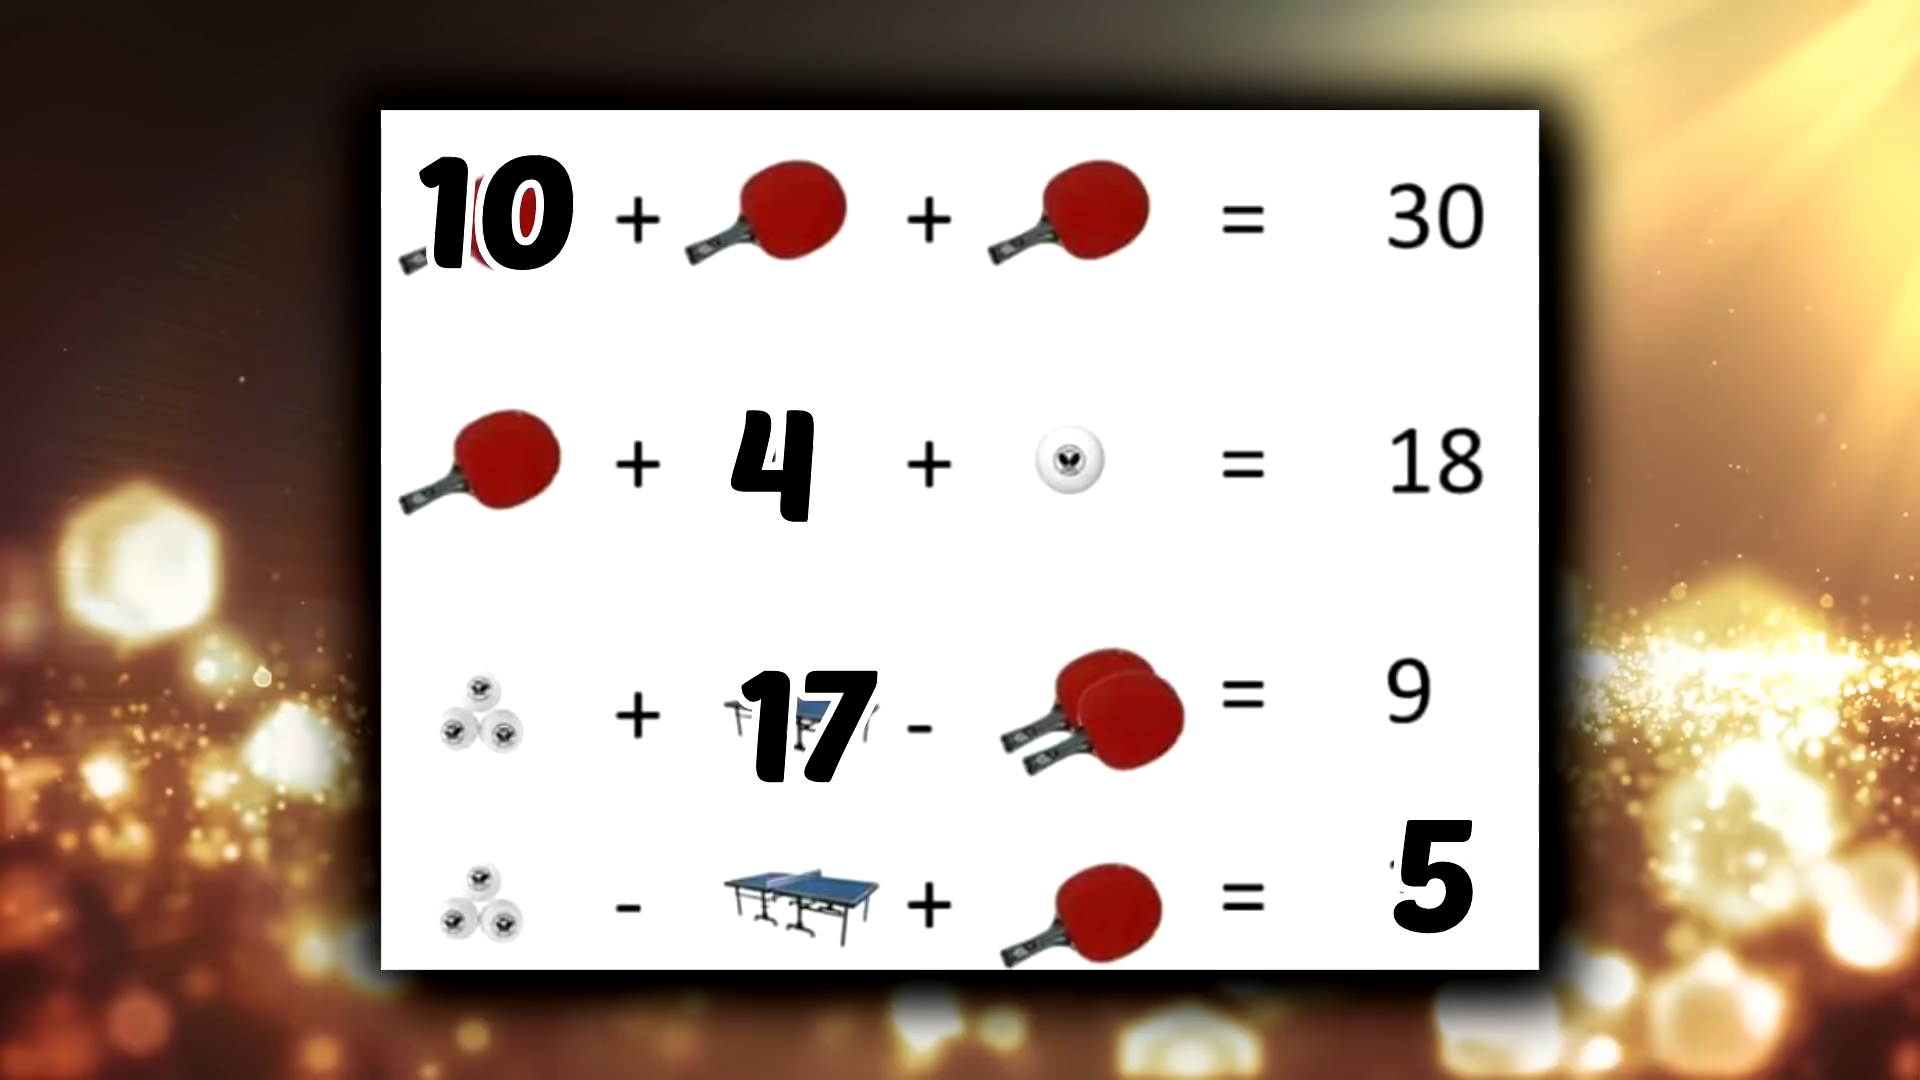 10 + + = 30
+ 4 + = 18
+ 17 - = 9
- + = 5